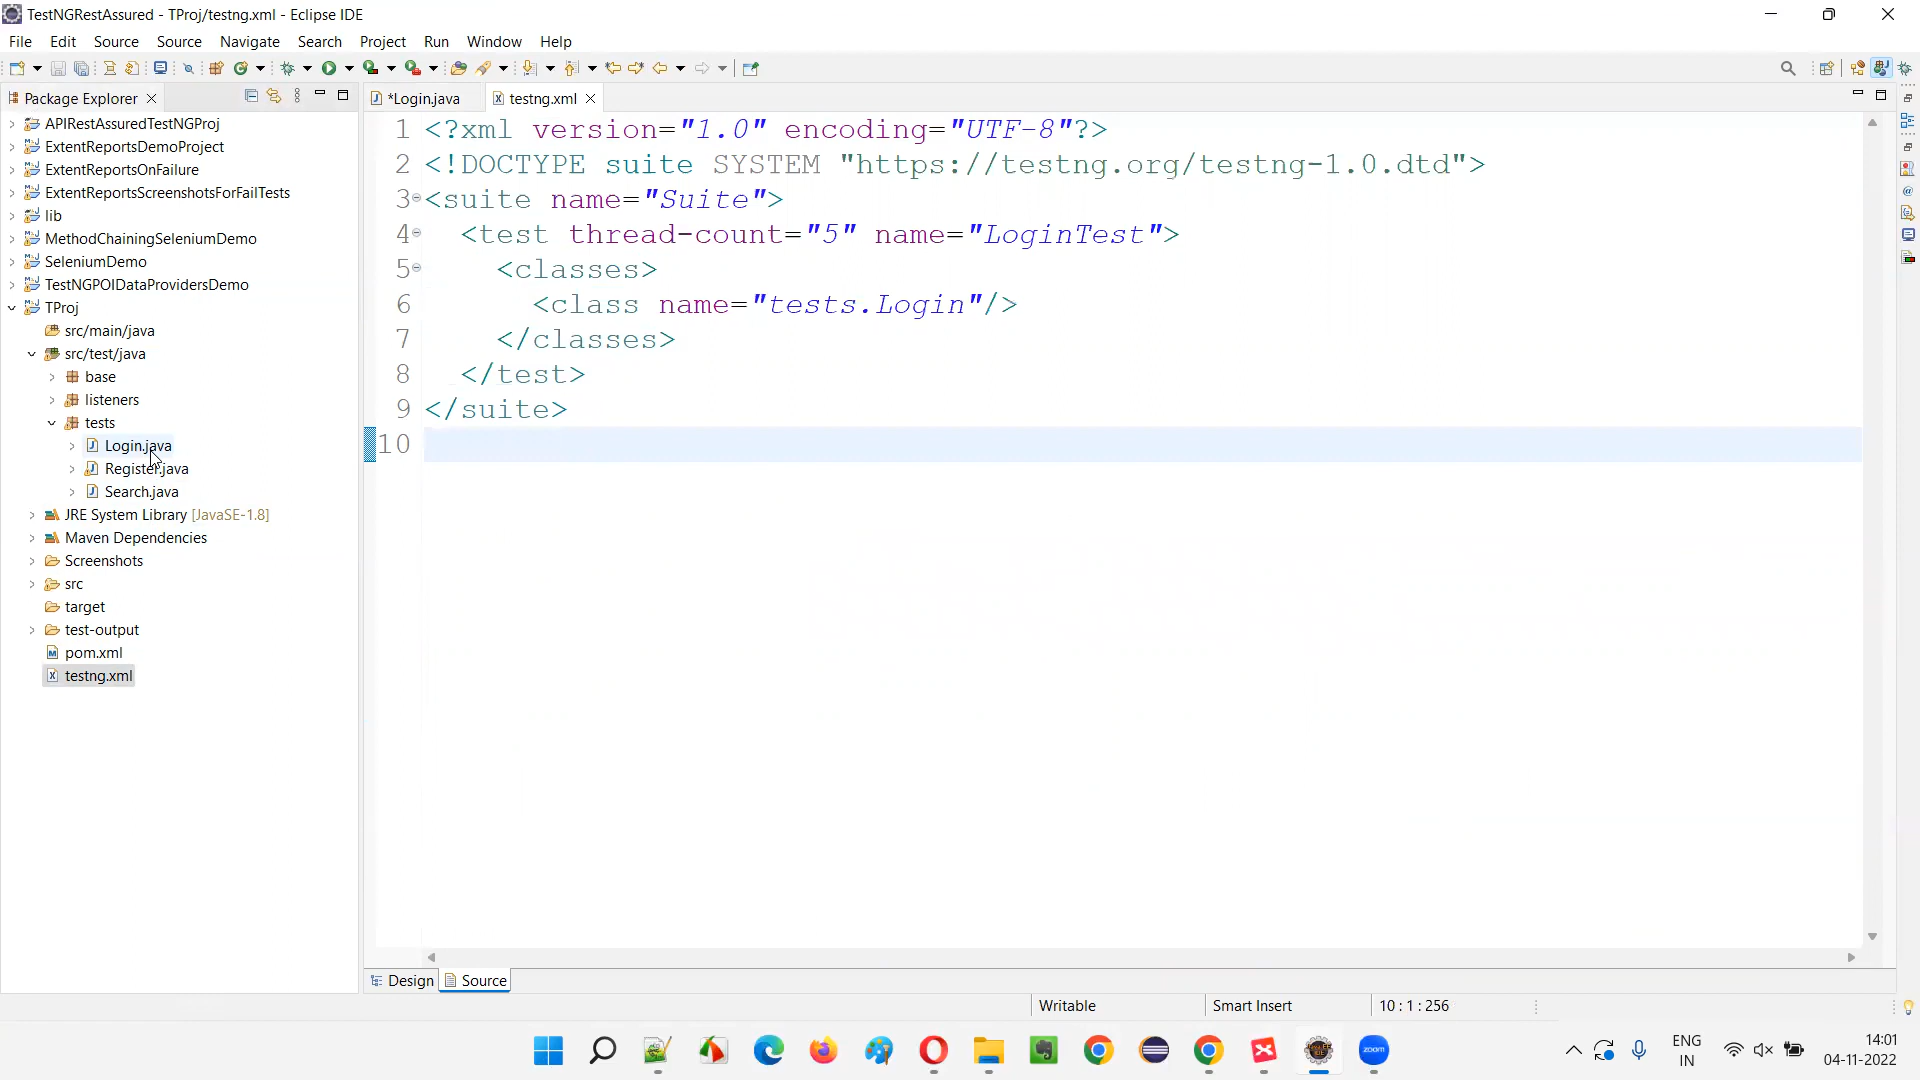 TestNGRestAssured - TProj/testng.xml - Eclipse IDE
File Edit Source Source Navigate Search Project Run Window Help
Package Explorer
*Login.java
testng.xml
APIRestAssuredTestNGProj
ExtentReportsDemoProject
ExtentReportsOnFailure
ExtentReportsScreenshotsForFailTests
lib
MethodChainingSeleniumDemo
SeleniumDemo
TestNGPOIDataProvidersDemo
TProj
src/main/java
src/test/java
base
listeners
tests
Login.java
Register.java
Search.java
JRE System Library [JavaSE-1.8]
Maven Dependencies
Screenshots
src
target
test-output
pom.xml
testng.xml
1 <?xml version="1.0" encoding="UTF-8"?>
2 <!DOCTYPE suite SYSTEM "https://testng.org/testng-1.0.dtd">
3 <suite name="Suite">
4 <test thread-count="5" name="LoginTest">
5 <classes>
6 <class name="tests.Login"/>
7 </classes>
8 </test>
9 </suite>
10
Design Source
Writable Smart Insert 10 : 1 : 256
zoom
ENG
IN
14:01
04-11-2022